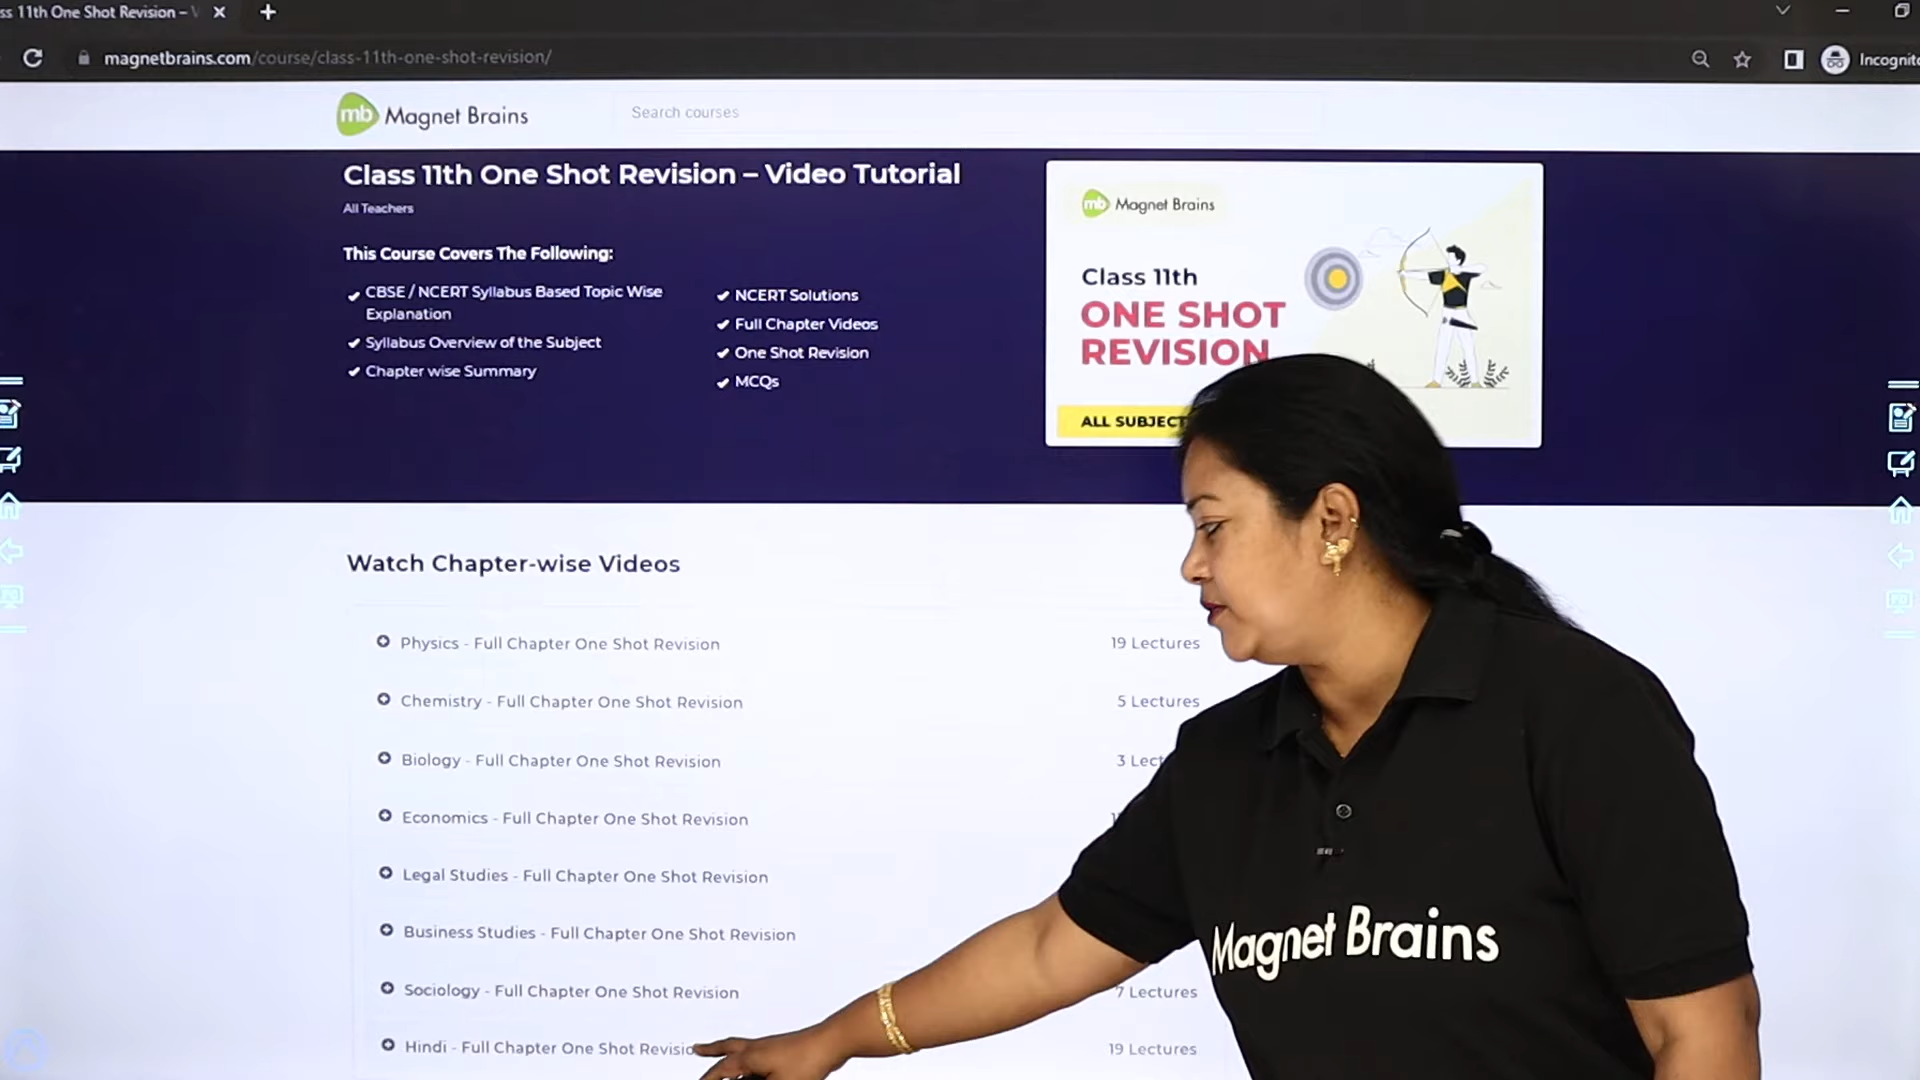 ss 11th One Shot Revision –
magnetbrains.com/course/class-11th-one-shot-revision/
mb Magnet Brains
Search courses
Class 11th One Shot Revision – Video Tutorial
All Teachers
This Course Covers The Following:
CBSE / NCERT Syllabus Based Topic Wise
Explanation
Syllabus Overview of the Subject
Chapter wise Summary
NCERT Solutions
Full Chapter Videos
One Shot Revision
MCQs
mb Magnet Brains
Class 11th
ONE SHOT
REVISION
ALL SUBJECT
Watch Chapter-wise Videos
Physics - Full Chapter One Shot Revision 19 Lectures
Chemistry - Full Chapter One Shot Revision 5 Lectures
Biology - Full Chapter One Shot Revision 3 Lect
Economics - Full Chapter One Shot Revision
Legal Studies - Full Chapter One Shot Revision
Business Studies - Full Chapter One Shot Revision
Sociology - Full Chapter One Shot Revision 7 Lectures
Hindi - Full Chapter One Shot Revisio 19 Lectures
Incognito
Magnet Brains